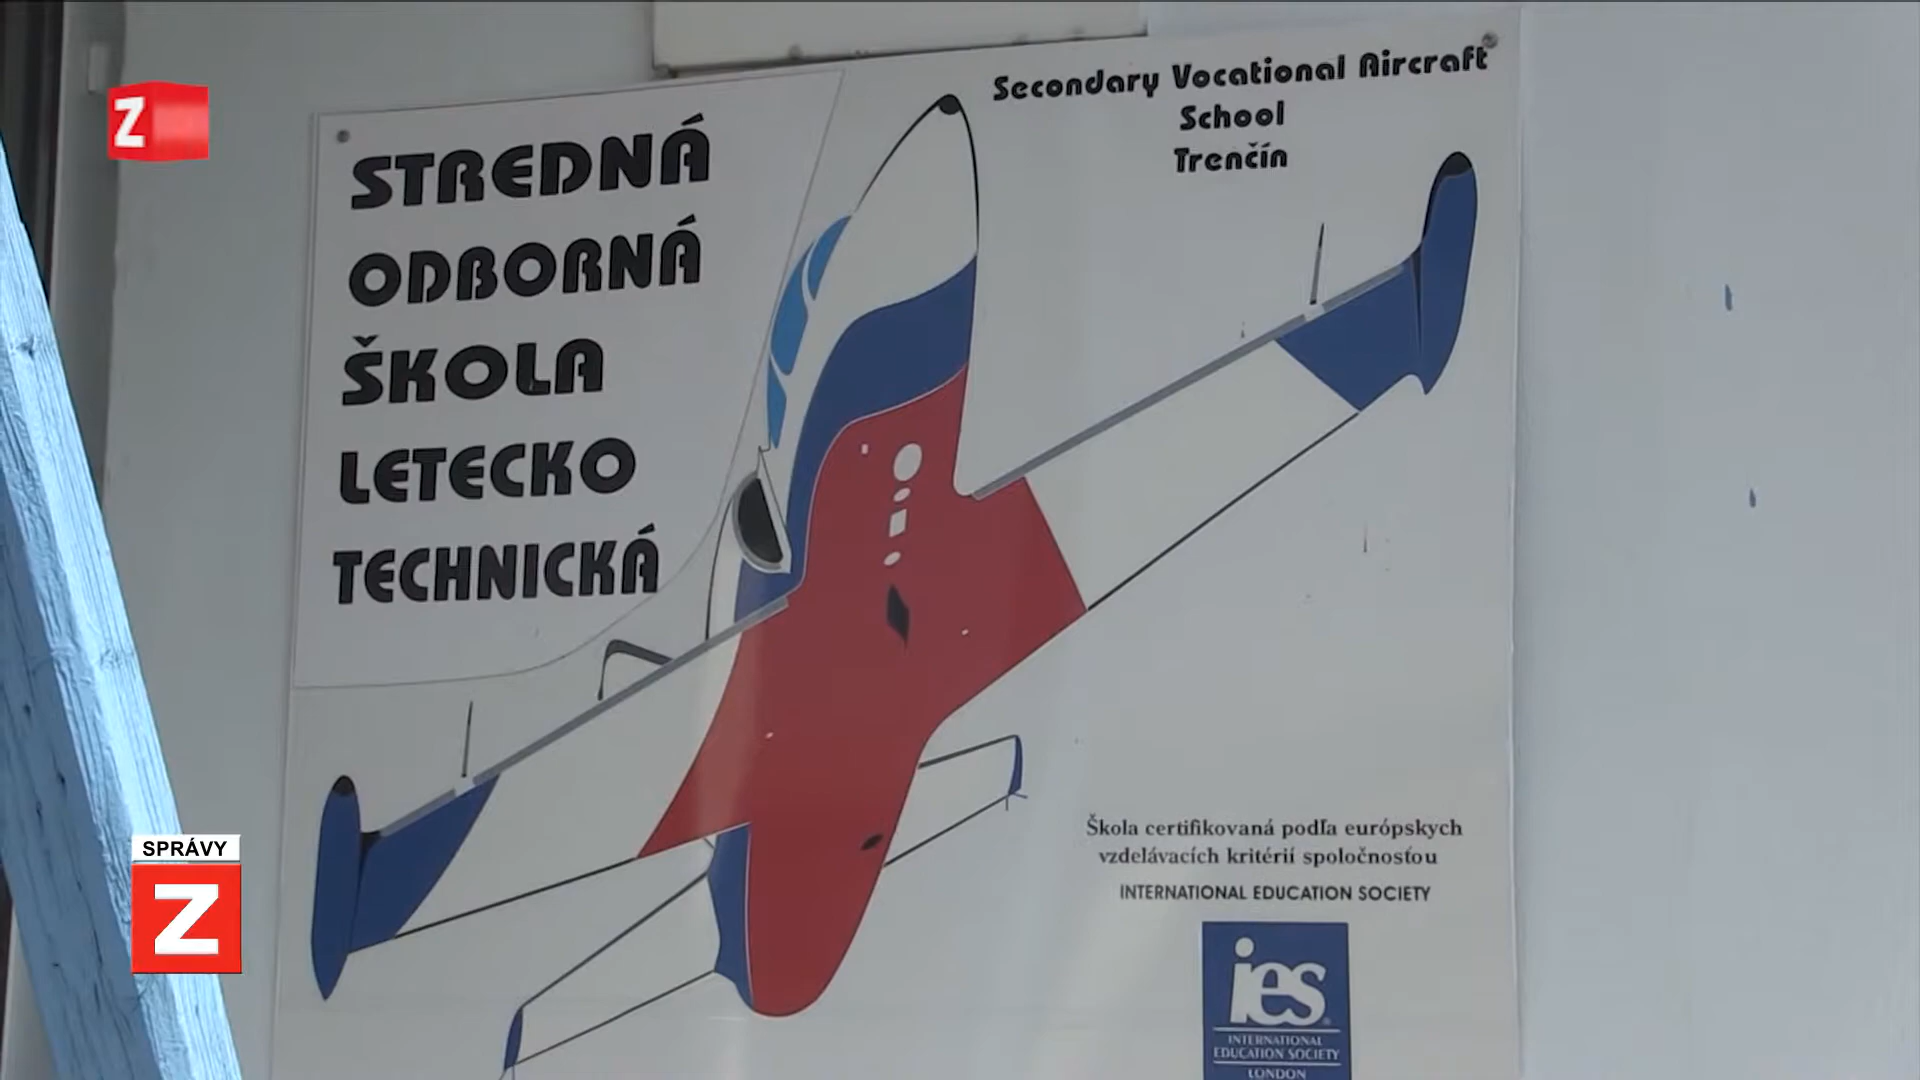 Z
STREDNÁ
ODBORNÁ
ŠKOLA
LETECKO
TECHNICKÁ
Secondary Vocational Aircraft
School
Trenčín
Škola certifikovaná podľa európskych
vzdelávacích kritérií spoločnosťou
INTERNATIONAL EDUCATION SOCIETY
ies
INTERNATIONAL
EDUCATION SOCIETY
LONDON
SPRÁVY
Z